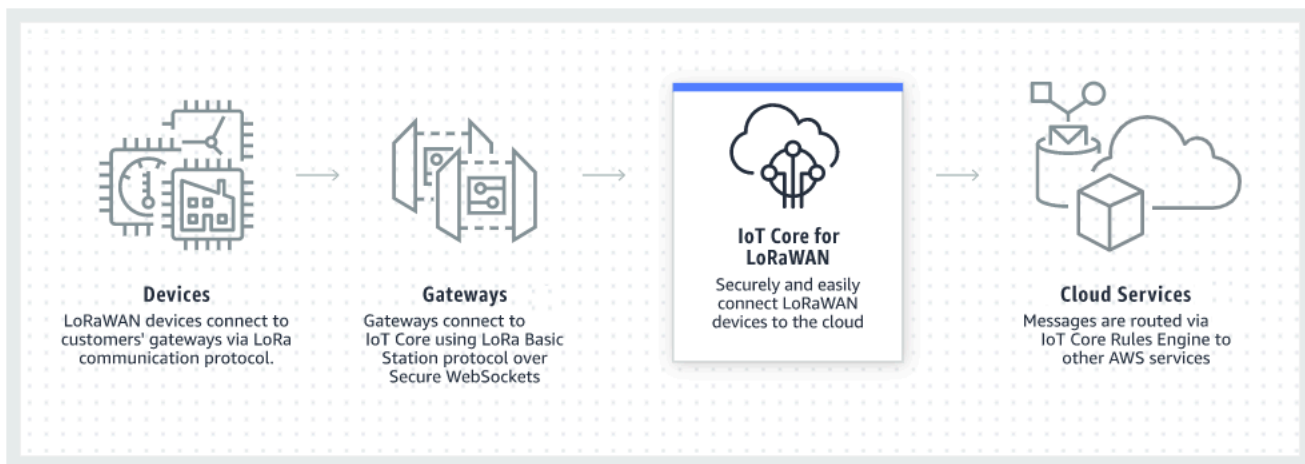 Devices
LoRaWAN devices connect to
customers' gateways via LoRa
communication protocol.
Gateways
Gateways connect to
IoT Core using LoRa Basic
Station protocol over
Secure WebSockets
IoT Core for
LoRaWAN
Securely and easily
connect LoRaWAN
devices to the cloud
Cloud Services
Messages are routed via
IoT Core Rules Engine to
other AWS services